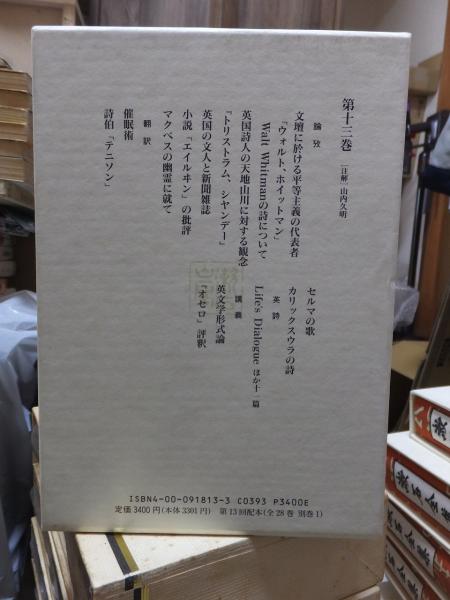 第十三巻 〔注解〕山内久明
論攷
文壇に於ける平等主義の代表者
「ウォルト、ホイットマン」
Walt Whitmanの詩について
英国詩人の天地山川に対する観念
「トリストラム、シヤンデー」
英国の文人と新聞雑誌
小説「エイルヰン」の批評
マクベスの幽霊に就て
翻訳
催眠術
詩伯「テニソン」
セルマの歌
カリックスウラの詩
英詩
Life's Dialogue ほか十一篇
講義
英文学形式論
「オセロ」評釈
ISBN4-00-091813-3 C0393 P3400E
定価3400円(本体3301円) 第13回配本(全28巻 別巻1)